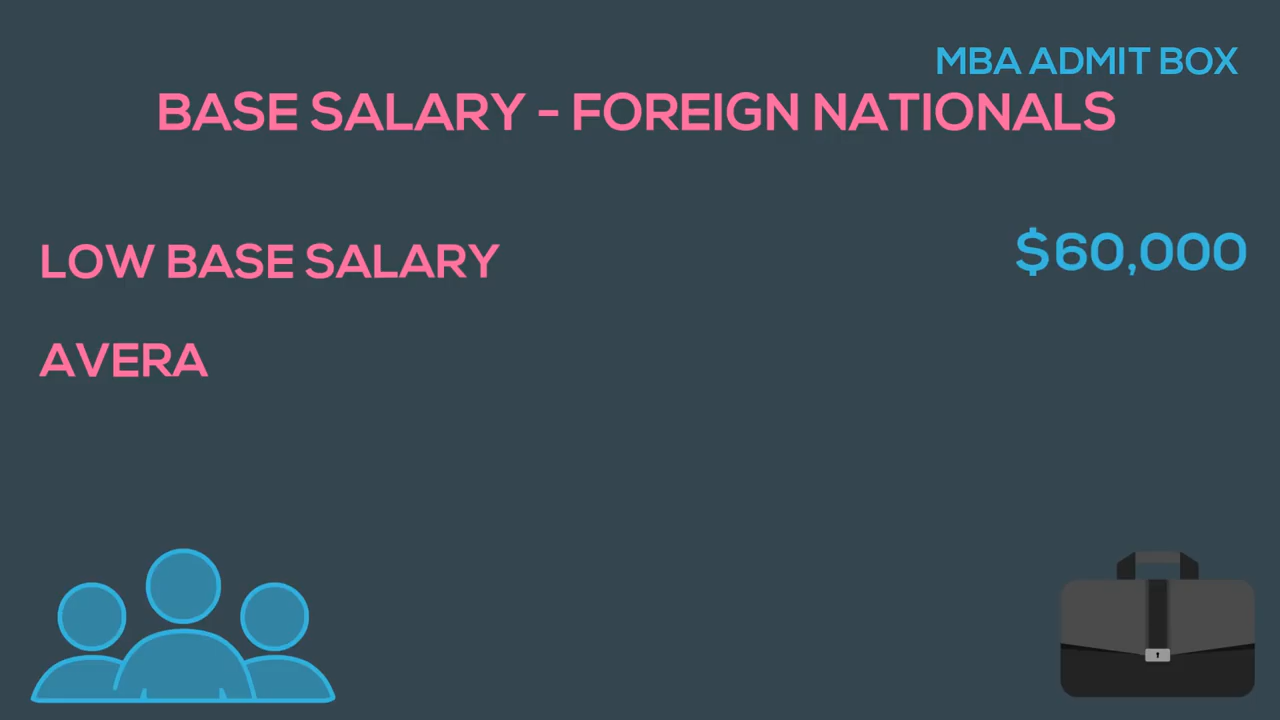 MBA ADMIT BOX
BASE SALARY - FOREIGN NATIONALS
LOW BASE SALARY $60,000
AVERA